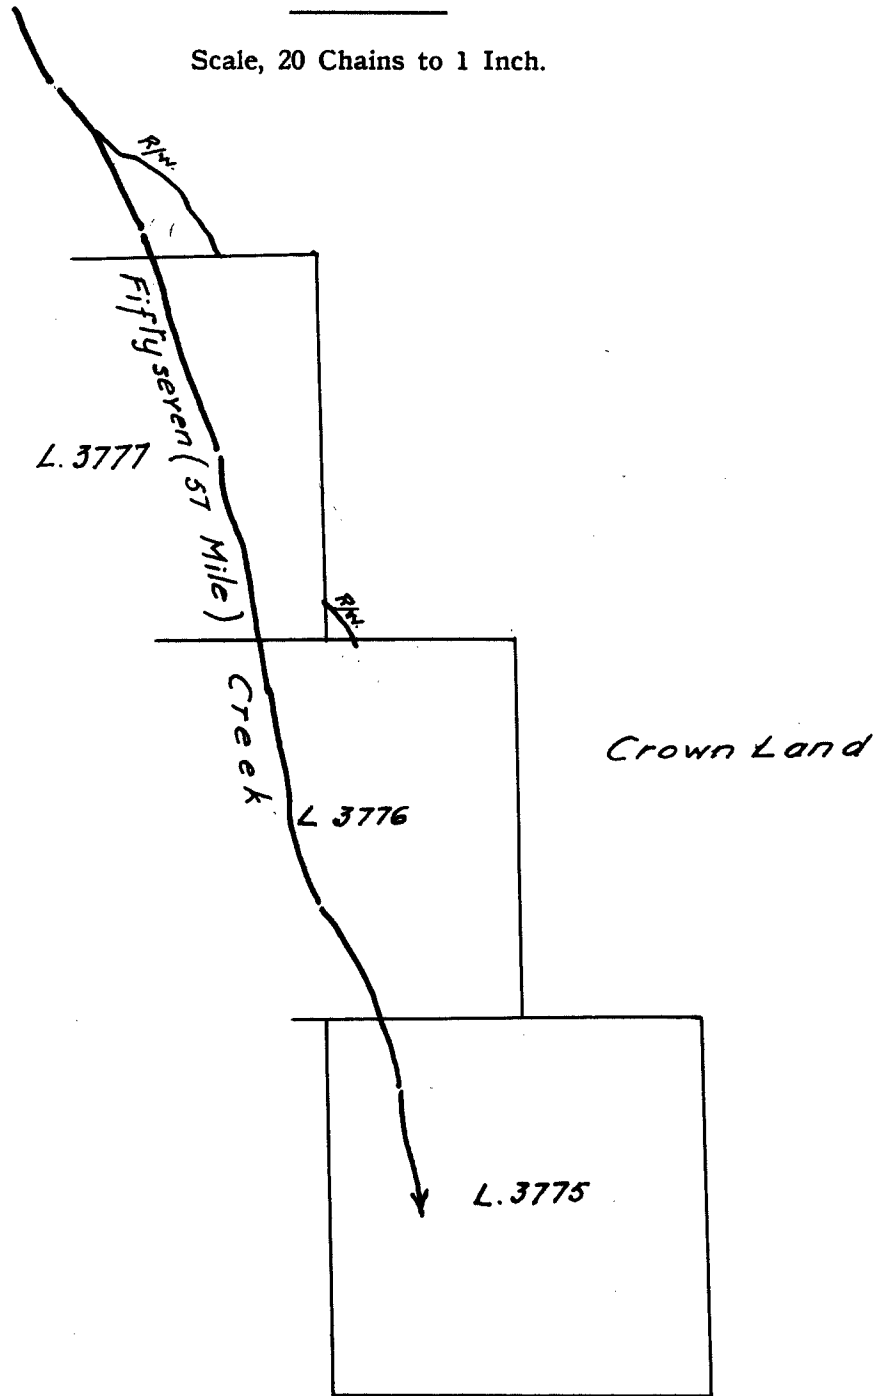 Scale, 20 Chains to 1 Inch.
R/W.
Fifty seven (57 Mile) Creek
L. 3777
R/W.
Crown Land
L 3776
L. 3775